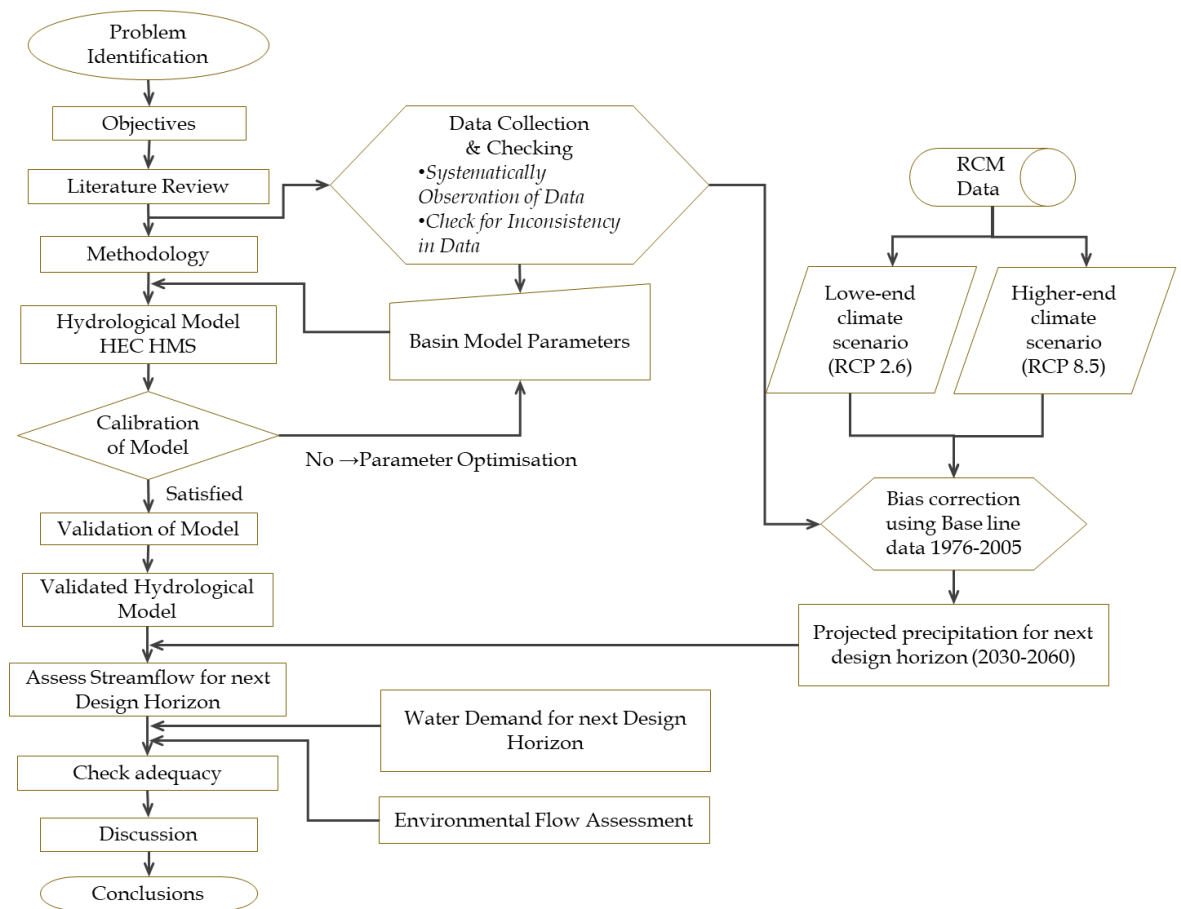 Problem
Identification
Objectives
Literature Review
Methodology
Hydrological Model
HEC HMS
Calibration
of Model
No →Parameter Optimisation
Satisfied
Validation of Model
Validated Hydrological
Model
Assess Streamflow for next
Design Horizon
Check adequacy
Discussion
Conclusions
Data Collection
& Checking
•Systematically
Observation of Data
•Check for Inconsistency
in Data
Basin Model Parameters
Water Demand for next Design
Horizon
Environmental Flow Assessment
RCM
Data
Lowe-end
climate
scenario
(RCP 2.6)
Higher-end
climate
scenario
(RCP 8.5)
Bias correction
using Base line
data 1976-2005
Projected precipitation for next
design horizon (2030-2060)